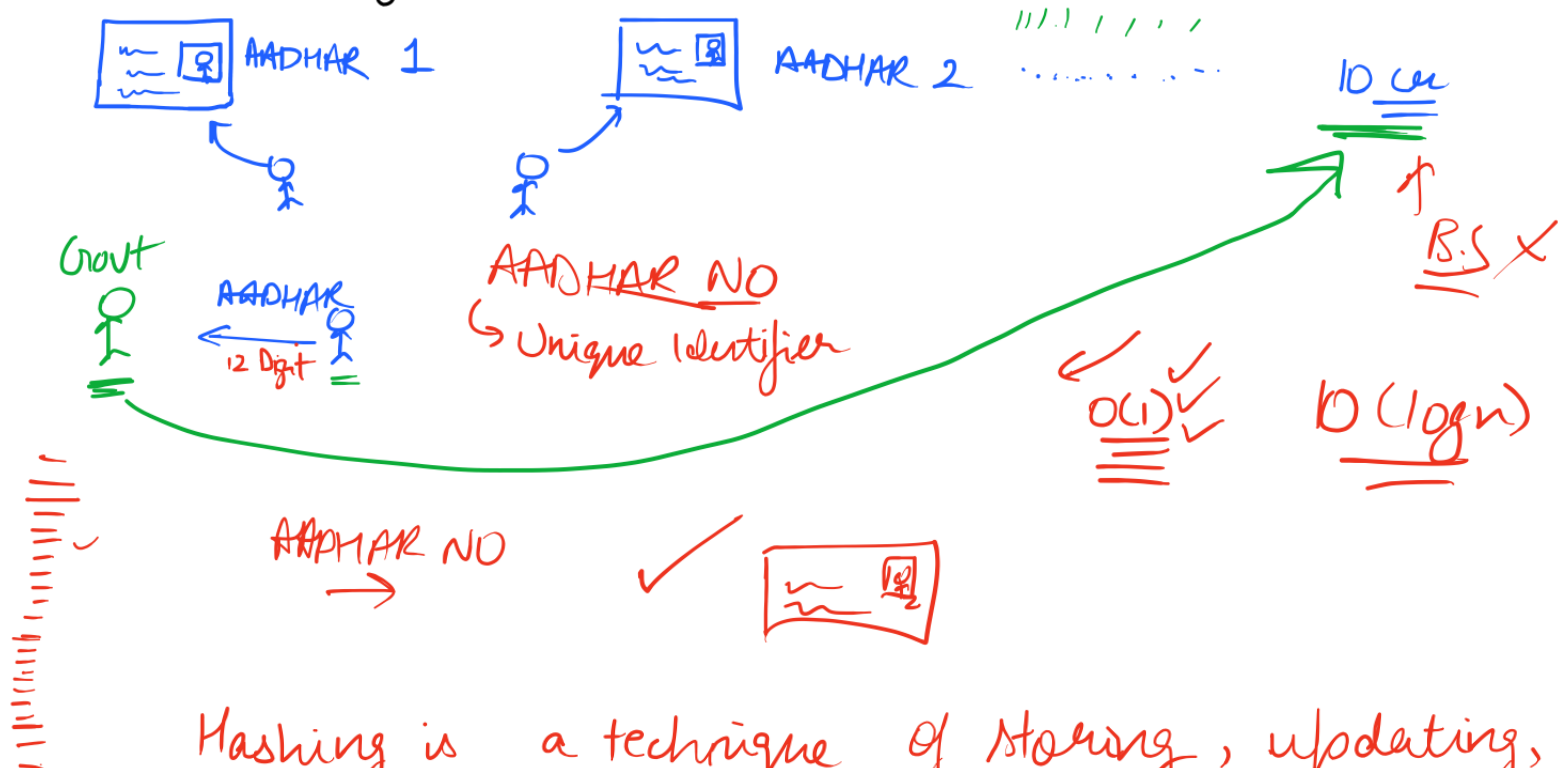 AADHAR 1
AADHAR 2
10 cr
Govt
AADHAR
12 Digit
AADHAR NO
Unique Identifier
B.S X
O(1)
10 (logn)
AADHAR NO
Hashing is a technique of storing, updating,